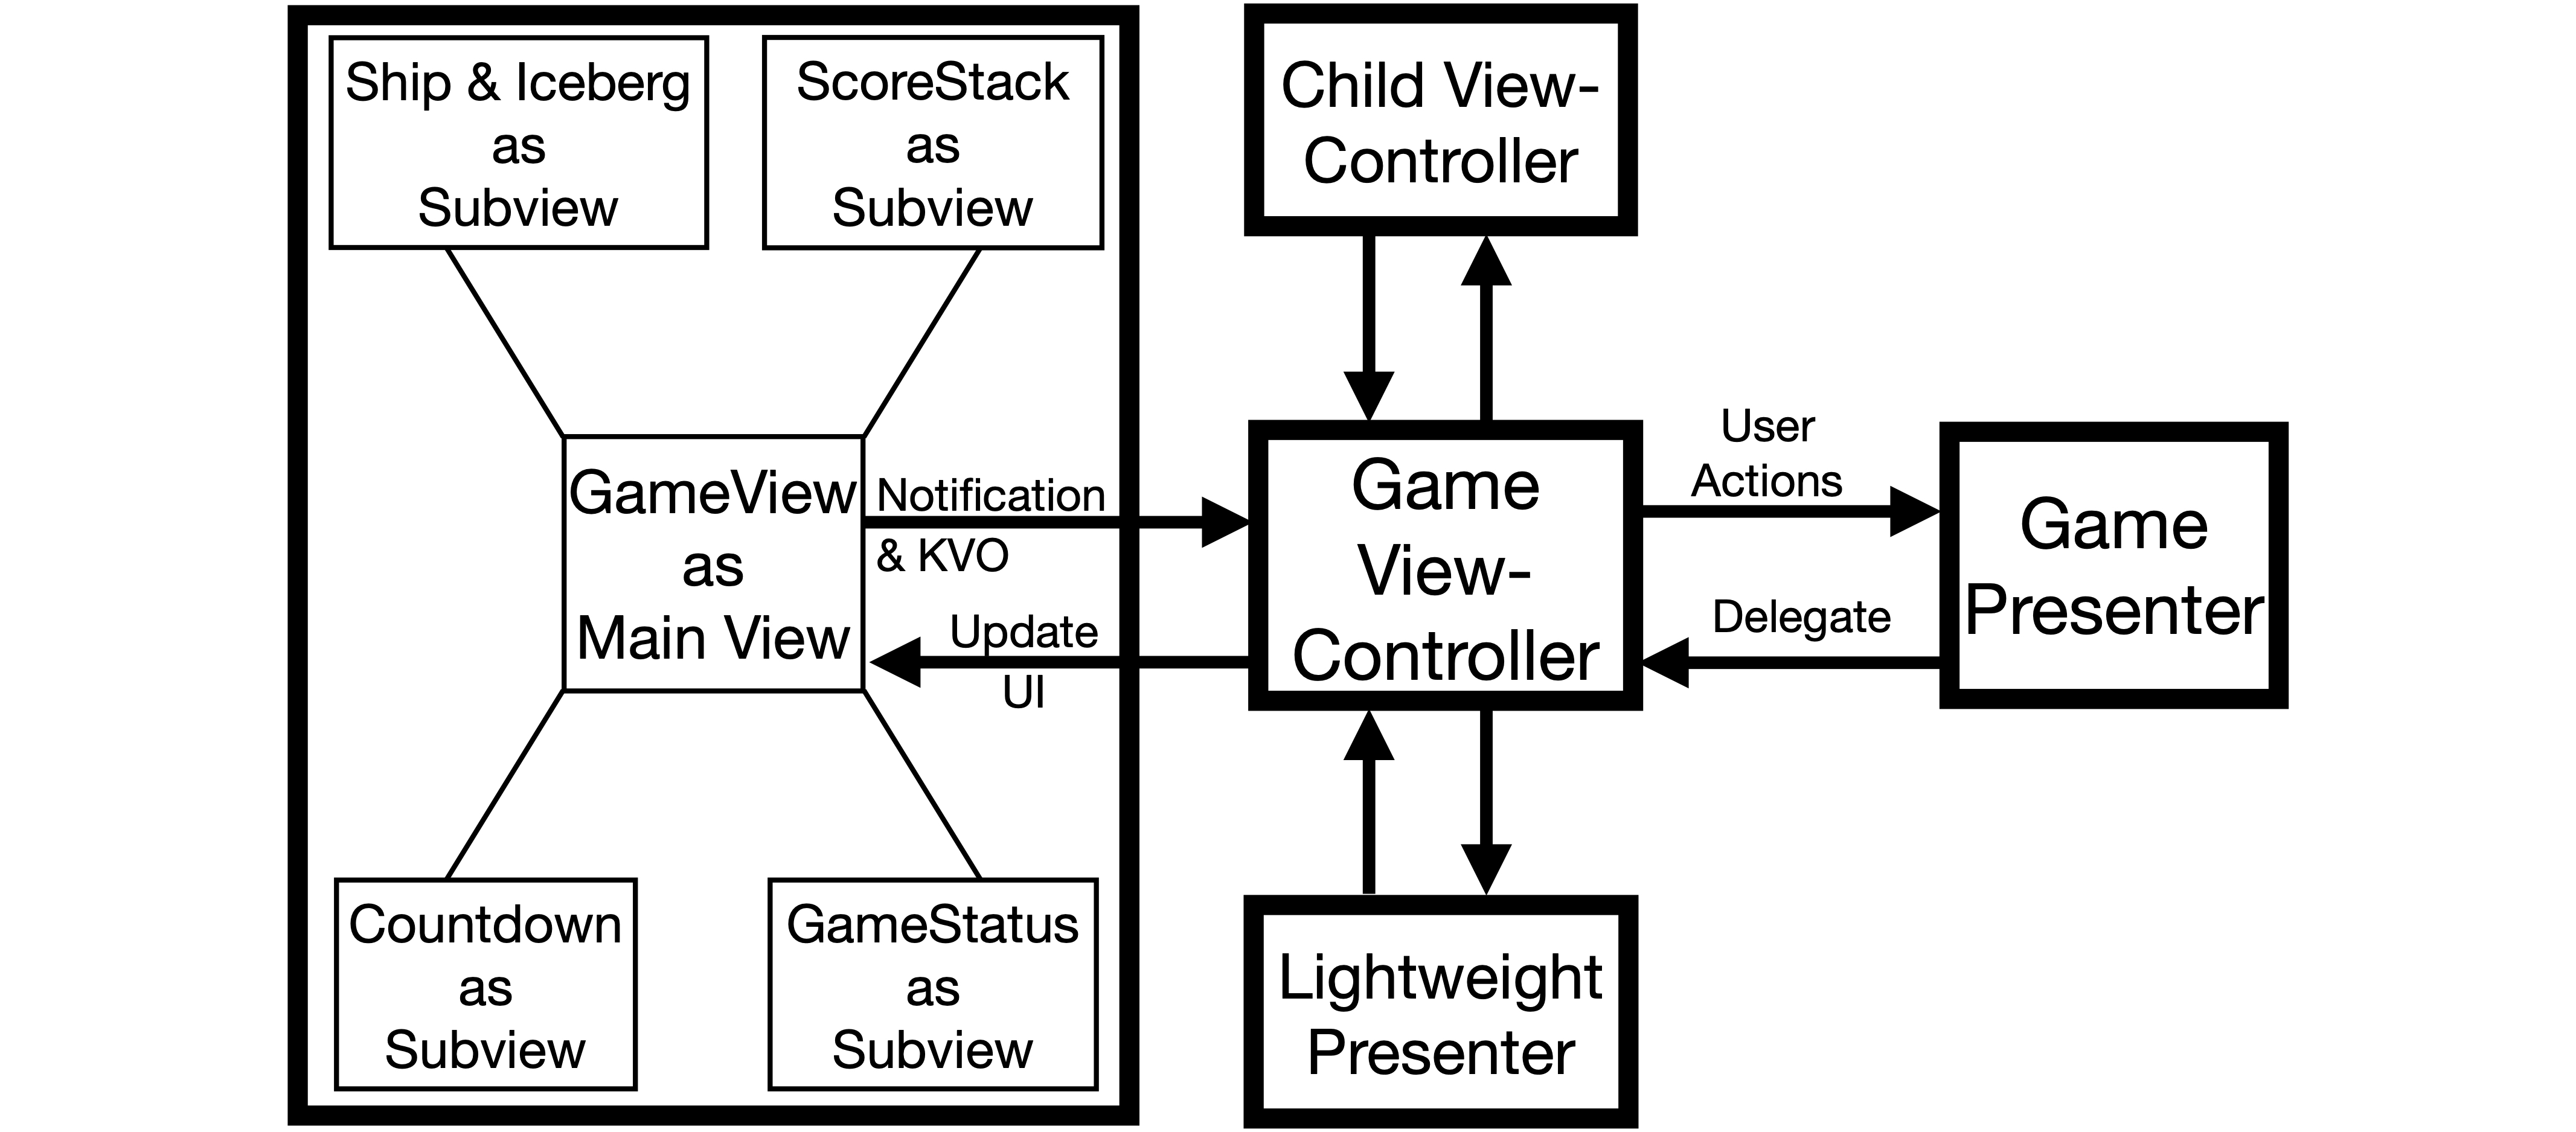 Ship & Iceberg
as
Subview
ScoreStack
as
Subview
GameView
as
Main View
Countdown
as
Subview
GameStatus
as
Subview
Notification
& KVO
Update
UI
Child View-
Controller
Game
View-
Controller
Lightweight
Presenter
User
Actions
Delegate
Game
Presenter